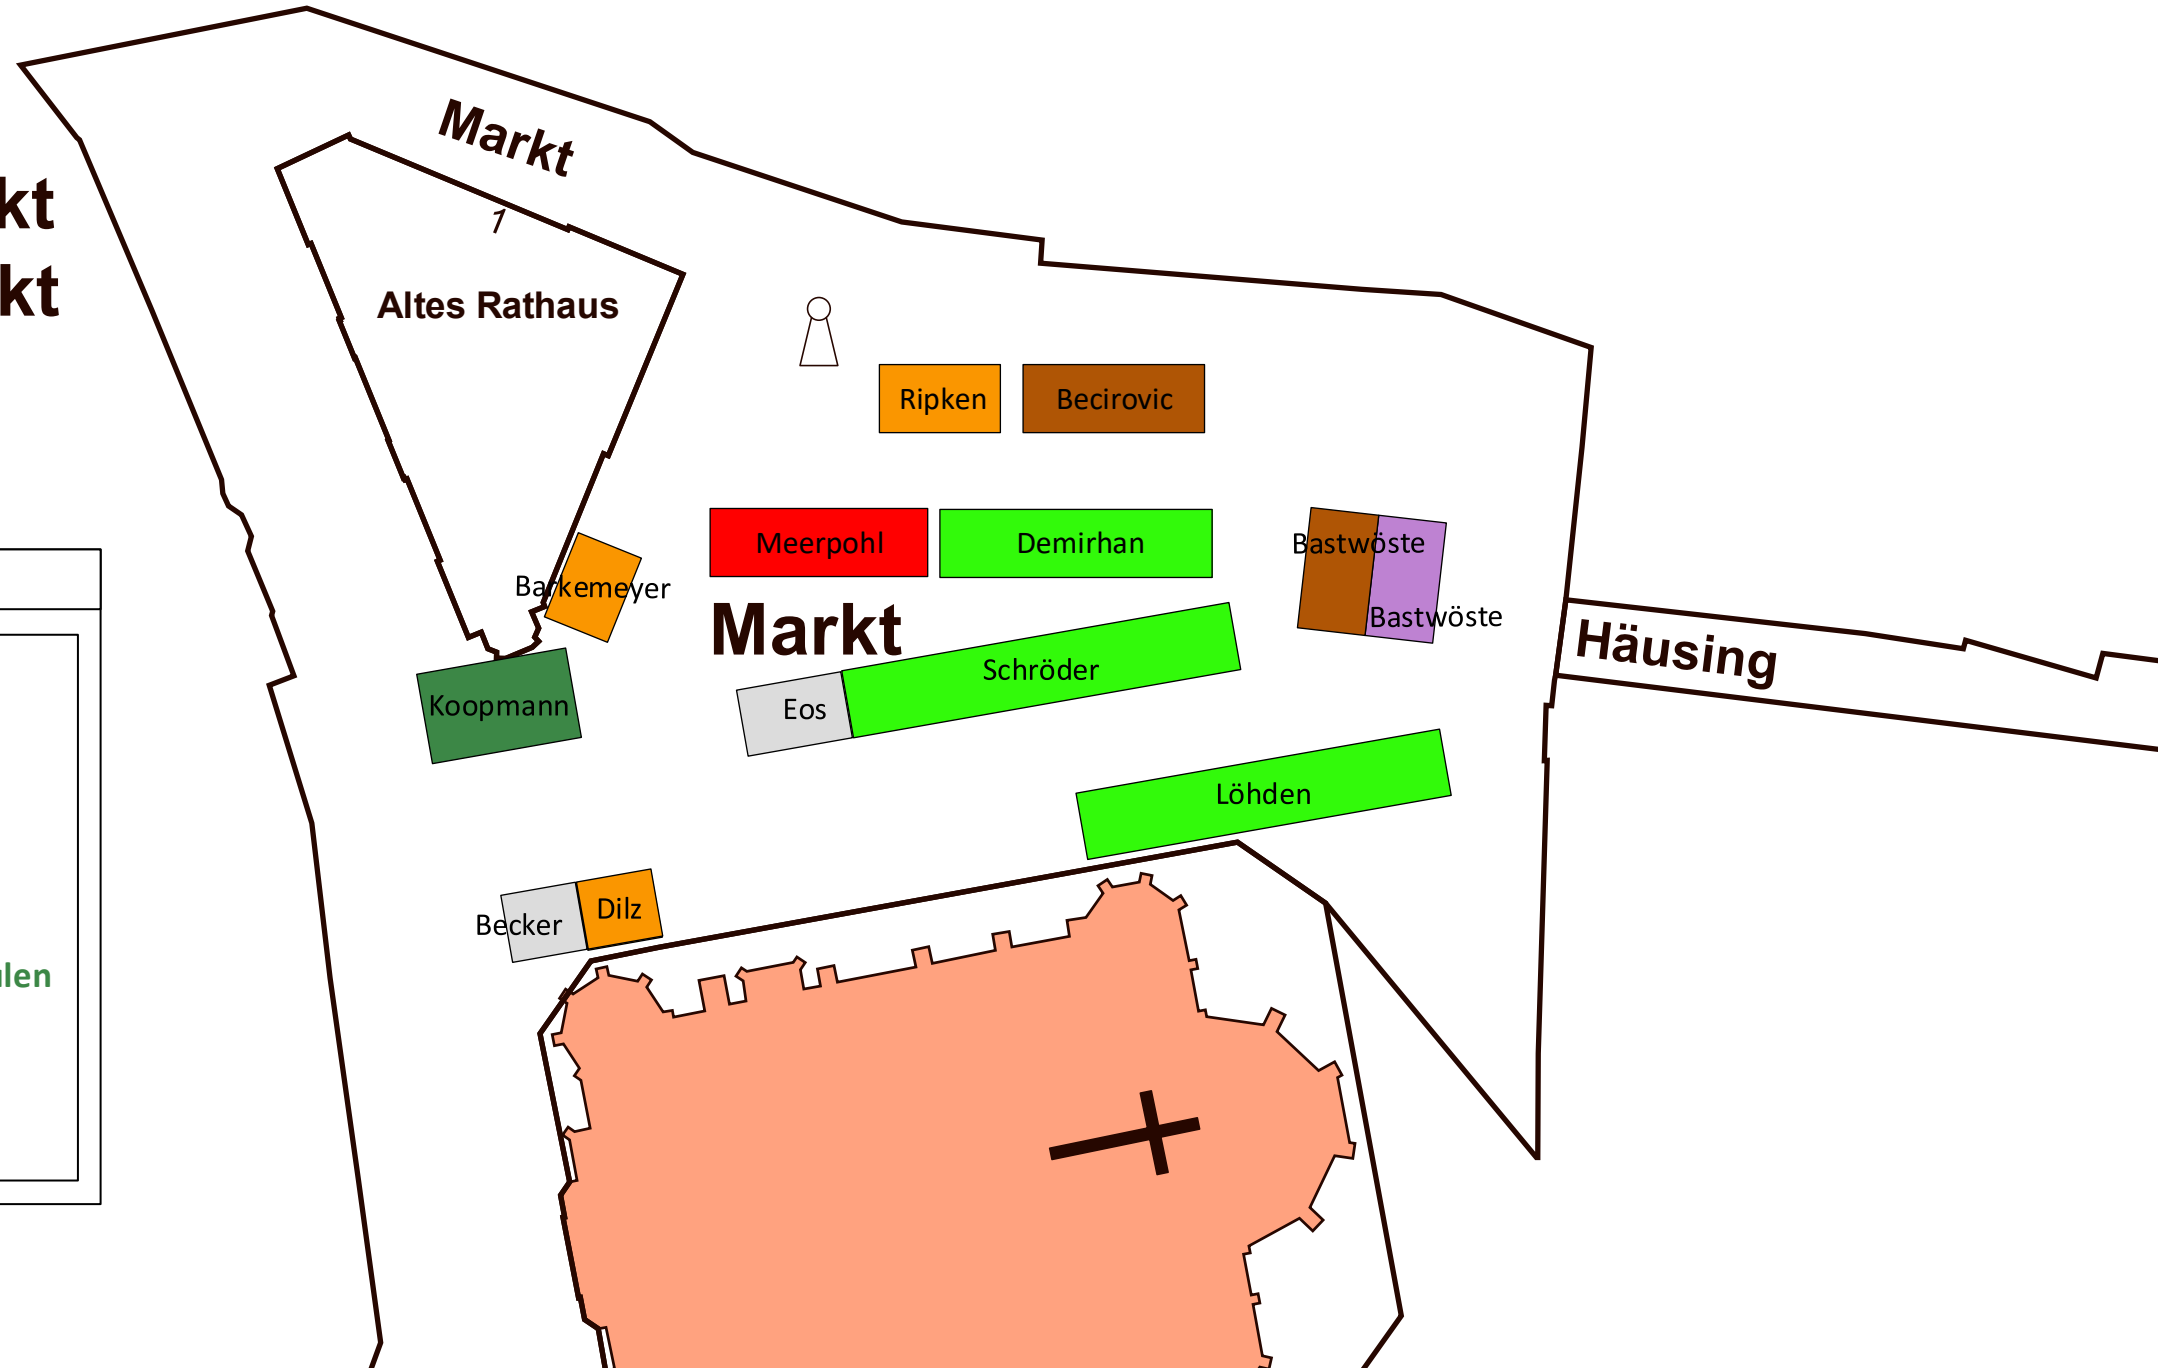 Markt
kt
1
kt
Altes Rathaus
Ripken
Becirovic
Meerpohl
Demirhan
Bastwöste
Barkemeyer
Bastwöste
Markt
Häusing
Schröder
Koopmann
Eos
Löhden
Dilz
Becker
len